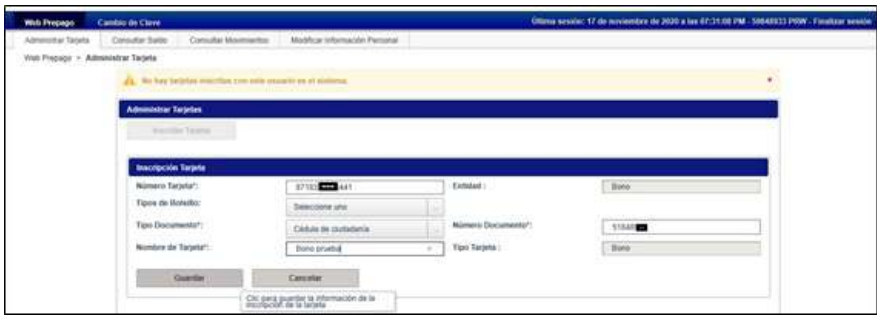 Web Prepago Cambio de Clave Última sesión: 17 de noviembre de 2020 a las 07:31:08 PM - PRW - Finalizar sesión
Administrar Tarjeta Consultar Saldo Consultar Movimientos Modificar Información Personal
Web Prepago > Administrar Tarjeta
No hay tarjetas inscritas con este usuario en el sistema.
Administrar Tarjetas
Inscribir Tarjeta
Inscripción Tarjeta
Número Tarjeta*: 441 Entidad : Bono
Tipos de Bolsillo: Seleccione uno
Tipo Documento*: Cédula de ciudadanía Número Documento*:
Nombre de Tarjeta*: Bono prueba Tipo Tarjeta : Bono
Guardar Cancelar
Clic para guardar la información de la
inscripción de la tarjeta